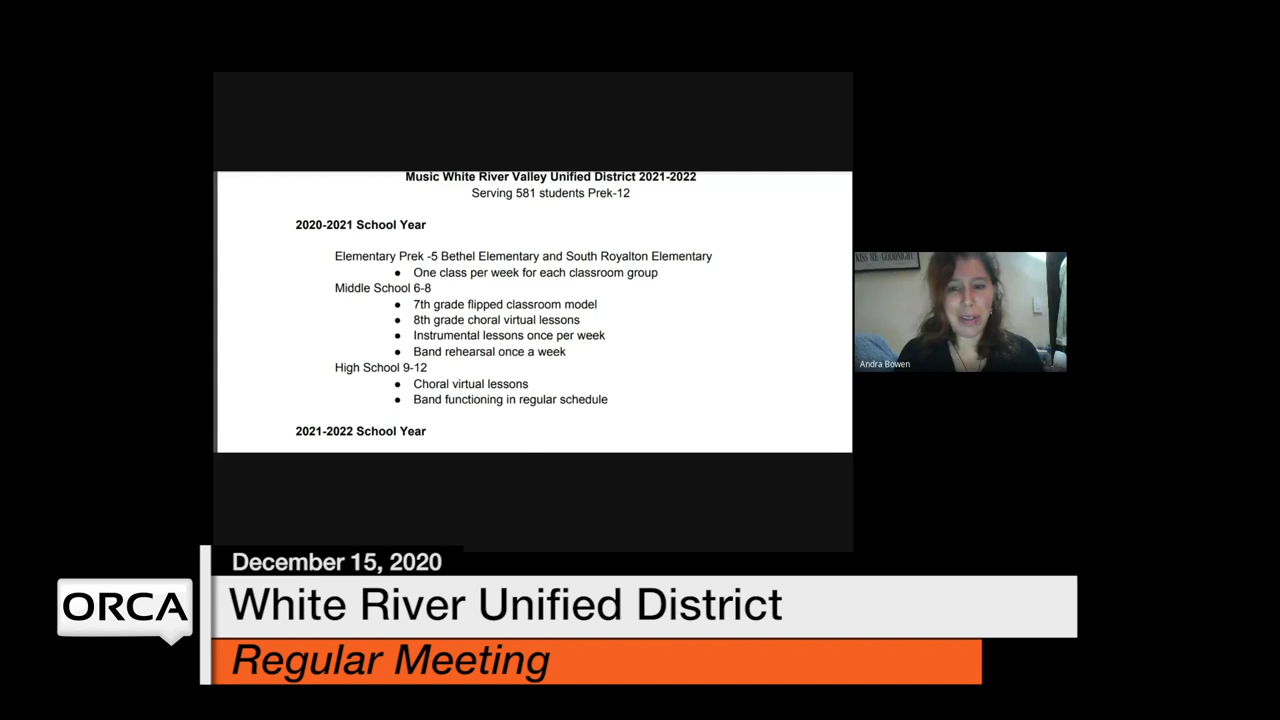 Music White River Valley Unified District 2021-2022
Serving 581 students Prek-12
2020-2021 School Year
Elementary Prek -5 Bethel Elementary and South Royalton Elementary
● One class per week for each classroom group
Middle School 6-8
● 7th grade flipped classroom model
● 8th grade choral virtual lessons
● Instrumental lessons once per week
● Band rehearsal once a week
High School 9-12
● Choral virtual lessons
● Band functioning in regular schedule
2021-2022 School Year
KISS ME GOODNIGHT
Andra Bowen
December 15, 2020
ORCA
White River Unified District
Regular Meeting